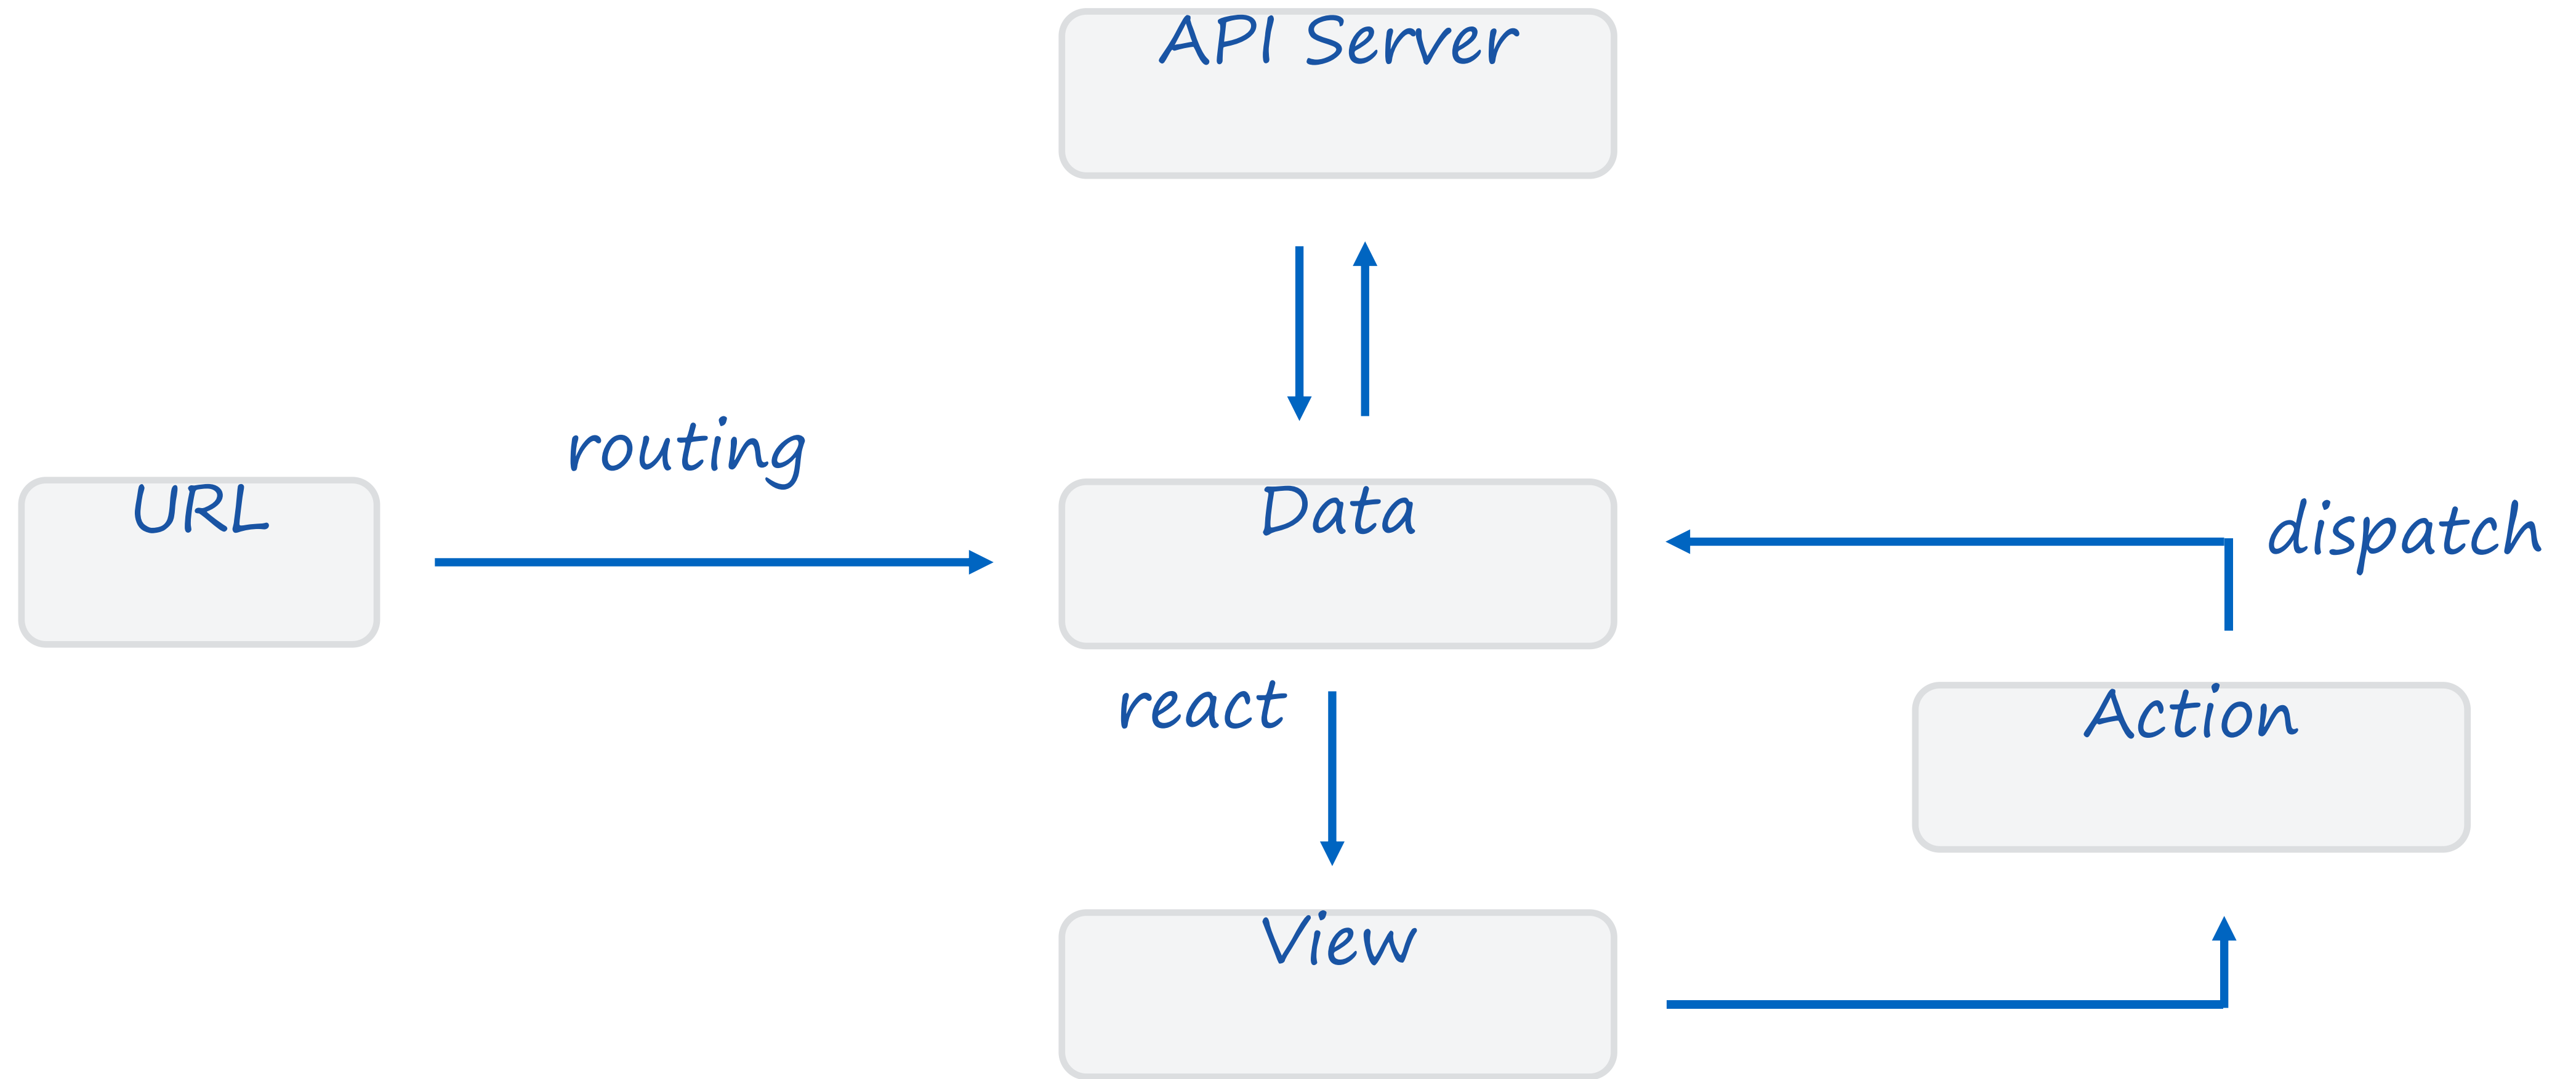 API Server
routing
URL
Data
dispatch
react
Action
View